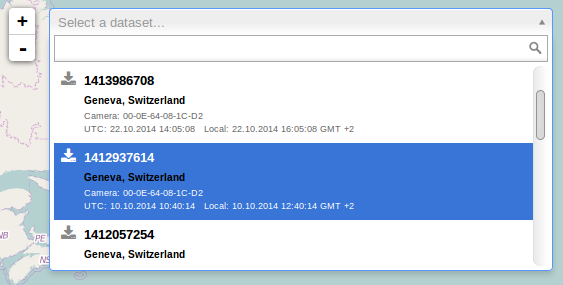 +
-
Select a dataset...
1413986708
Geneva, Switzerland
Camera: 00-0E-64-08-1C-D2
UTC: 22.10.2014 14:05:08 Local: 22.10.2014 16:05:08 GMT +2
1412937614
Geneva, Switzerland
Camera: 00-0E-64-08-1C-D2
UTC: 10.10.2014 10:40:14 Local: 10.10.2014 12:40:14 GMT +2
1412057254
Geneva, Switzerland
NB
PE
NS